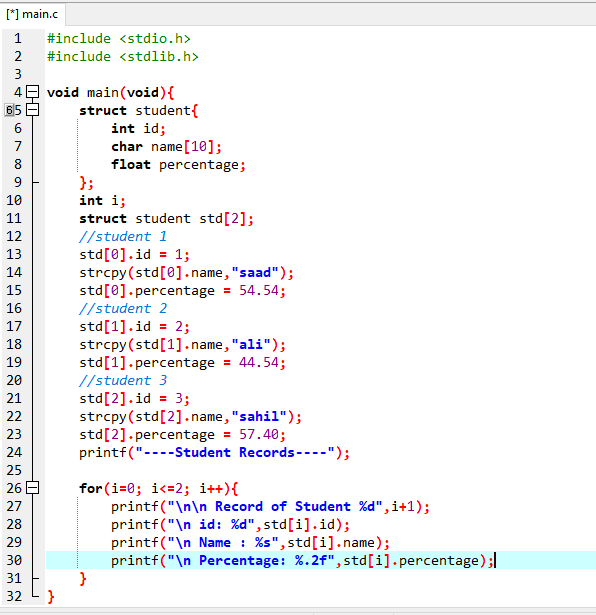 [*] main.c
1 #include <stdio.h>
2 #include <stdlib.h>
3
4 void main(void){
5 struct student{
6 int id;
7 char name[10];
8 float percentage;
9 };
10 int i;
11 struct student std[2];
12 //student 1
13 std[0].id = 1;
14 strcpy(std[0].name,"saad");
15 std[0].percentage = 54.54;
16 //student 2
17 std[1].id = 2;
18 strcpy(std[1].name,"ali");
19 std[1].percentage = 44.54;
20 //student 3
21 std[2].id = 3;
22 strcpy(std[2].name,"sahil");
23 std[2].percentage = 57.40;
24 printf("----Student Records----");
25
26 for(i=0; i<=2; i++){
27 printf("\n\n Record of Student %d",i+1);
28 printf("\n id: %d",std[i].id);
29 printf("\n Name : %s",std[i].name);
30 printf("\n Percentage: %.2f",std[i].percentage);
31 }
32 }